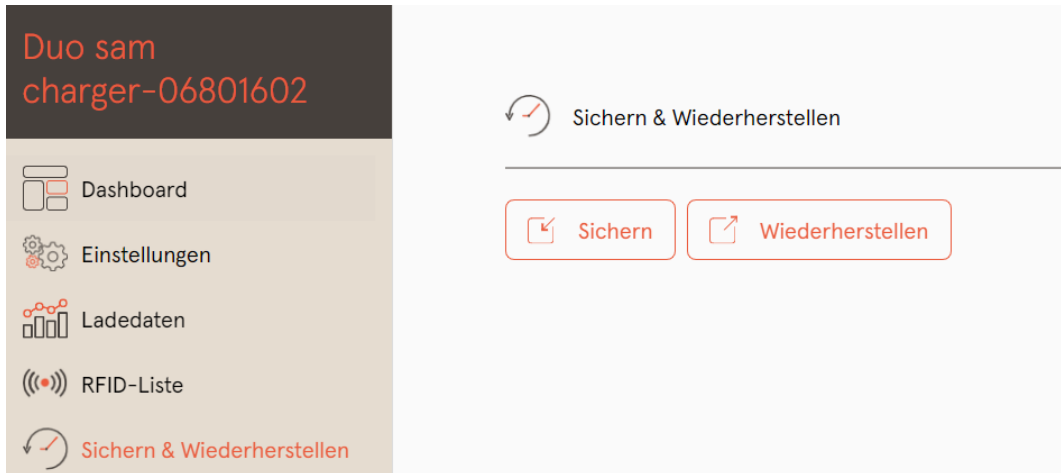 Duo sam
charger-06801602
Dashboard
Einstellungen
Ladedaten
RFID-Liste
Sichern & Wiederherstellen
Sichern & Wiederherstellen
Sichern
Wiederherstellen